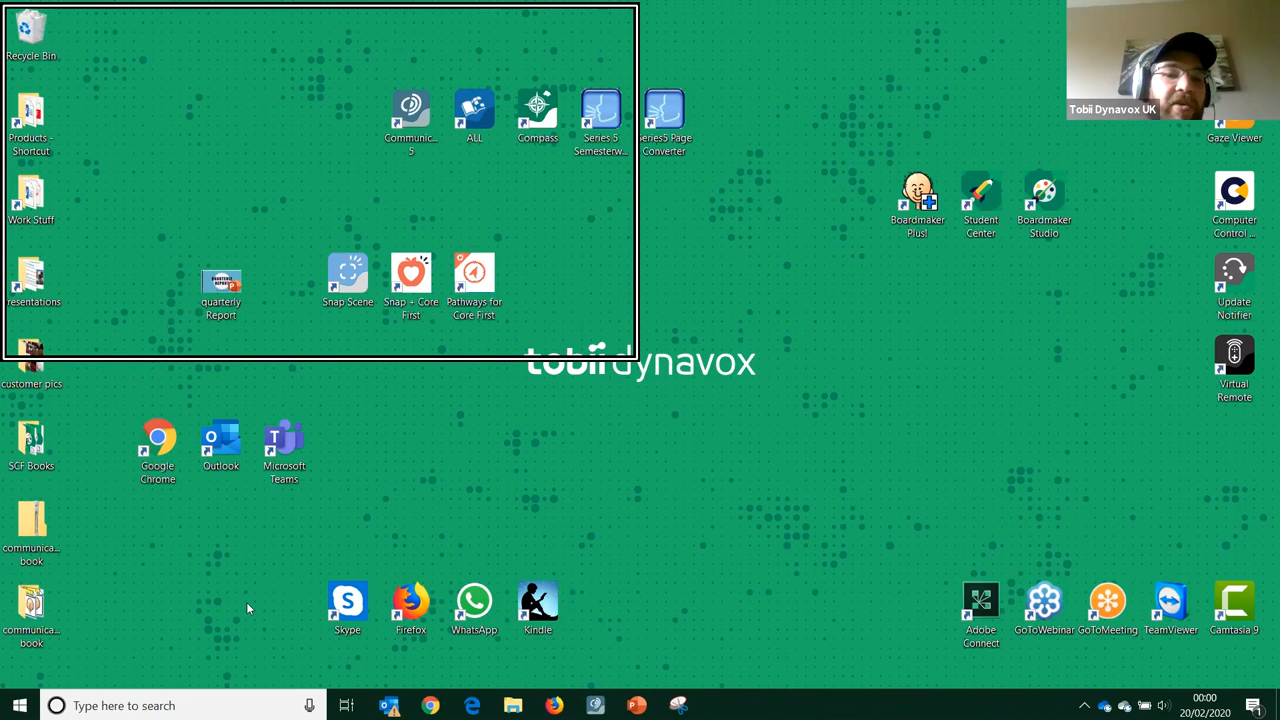 Recycle Bin
Products -
Shortcut
Work Stuff
resentations
customer pics
SCF Books
communica...
book
communica...
book
Communic...
5
ALL
Compass
Series 5
Semesterw...
Series5 Page
Converter
QUARTERLY
REPORT
quarterly
Report
Snap Scene
Snap + Core
First
Pathways for
Core First
Boardmaker
Plus!
Student
Center
Boardmaker
Studio
Tobii Dynavox UK
Gaze Viewer
Computer
Control ...
Update
Notifier
Virtual
Remote
tobiidynavox
Google
Chrome
Outlook
Microsoft
Teams
Skype
Firefox
WhatsApp
Kindle
Adobe
Connect
GoToWebinar
GoToMeeting
TeamViewer
Camtasia 9
Type here to search
00:00
20/02/2020